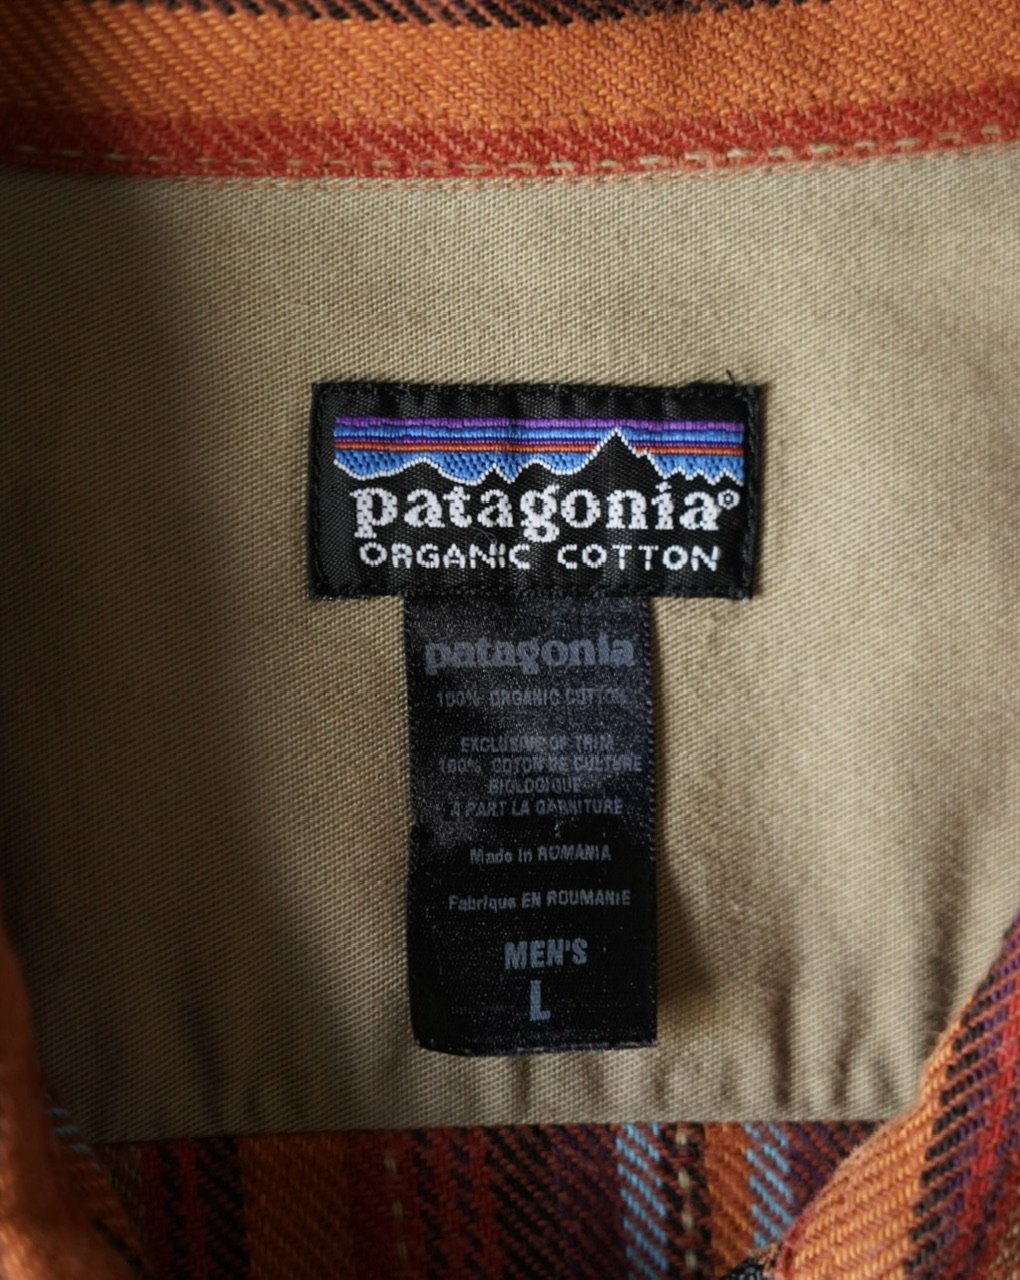 patagonia®
ORGANIC COTTON
patagonia
100% ORGANIC COTTON
EXCLUSIVE OF TRIM
100% COTON DE CULTURE
BIOLOGIQUE
À PART LA GARNITURE
Made in ROMANIA
Fabriqué EN ROUMANIE
MEN'S
L